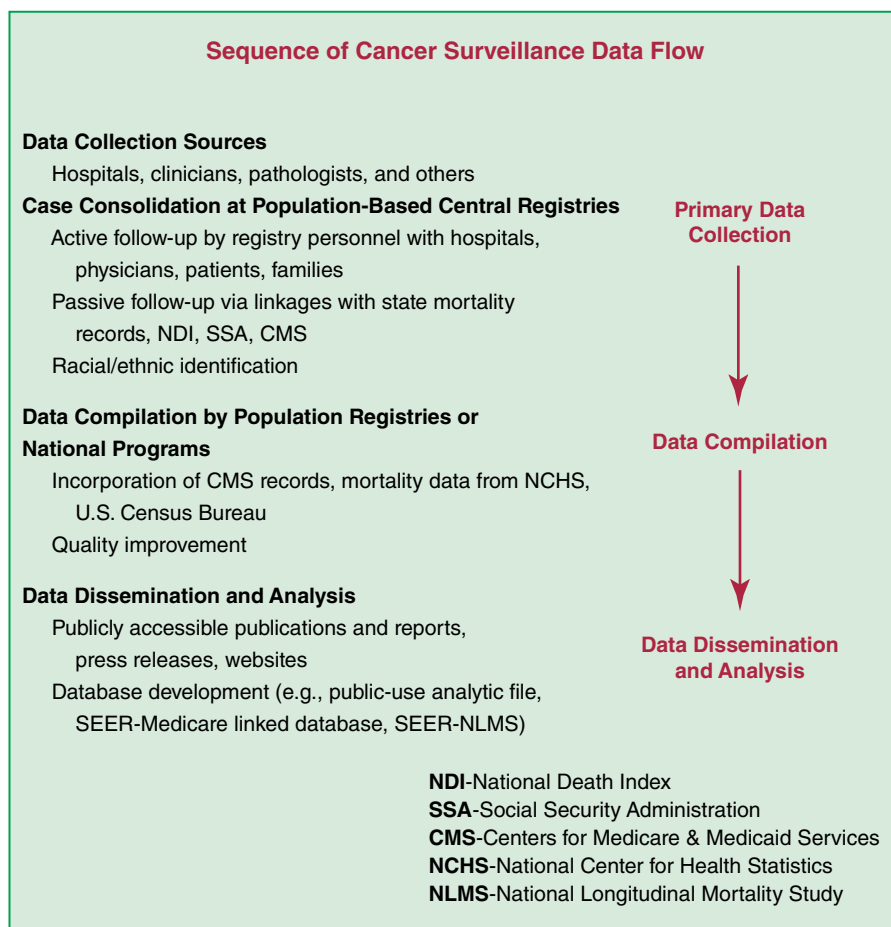 Sequence of Cancer Surveillance Data Flow
Data Collection Sources
Hospitals, clinicians, pathologists, and others
Case Consolidation at Population-Based Central Registries
Active follow-up by registry personnel with hospitals,
physicians, patients, families
Passive follow-up via linkages with state mortality
records, NDI, SSA, CMS
Racial/ethnic identification
Primary Data
Collection
Data Compilation by Population Registries or
National Programs
Incorporation of CMS records, mortality data from NCHS,
U.S. Census Bureau
Quality improvement
Data Compilation
Data Dissemination and Analysis
Publicly accessible publications and reports,
press releases, websites
Database development (e.g., public-use analytic file,
SEER-Medicare linked database, SEER-NLMS)
Data Dissemination
and Analysis
NDI-National Death Index
SSA-Social Security Administration
CMS-Centers for Medicare & Medicaid Services
NCHS-National Center for Health Statistics
NLMS-National Longitudinal Mortality Study